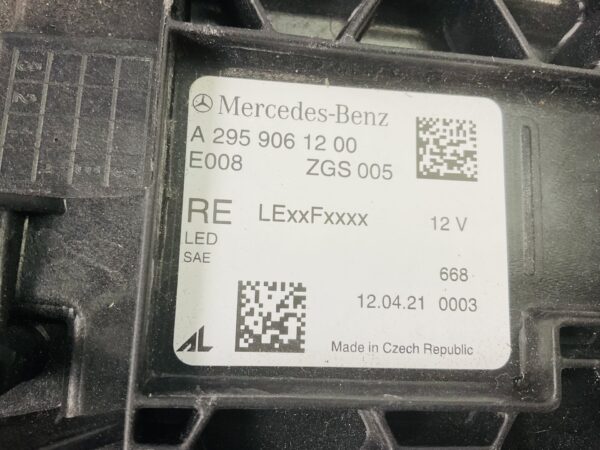 Mercedes-Benz
A 295 906 12 00
E008 ZGS 005
RE LExxFxxxx 12 V
LED
SAE
668
12.04.21 0003
AL Made in Czech Republic